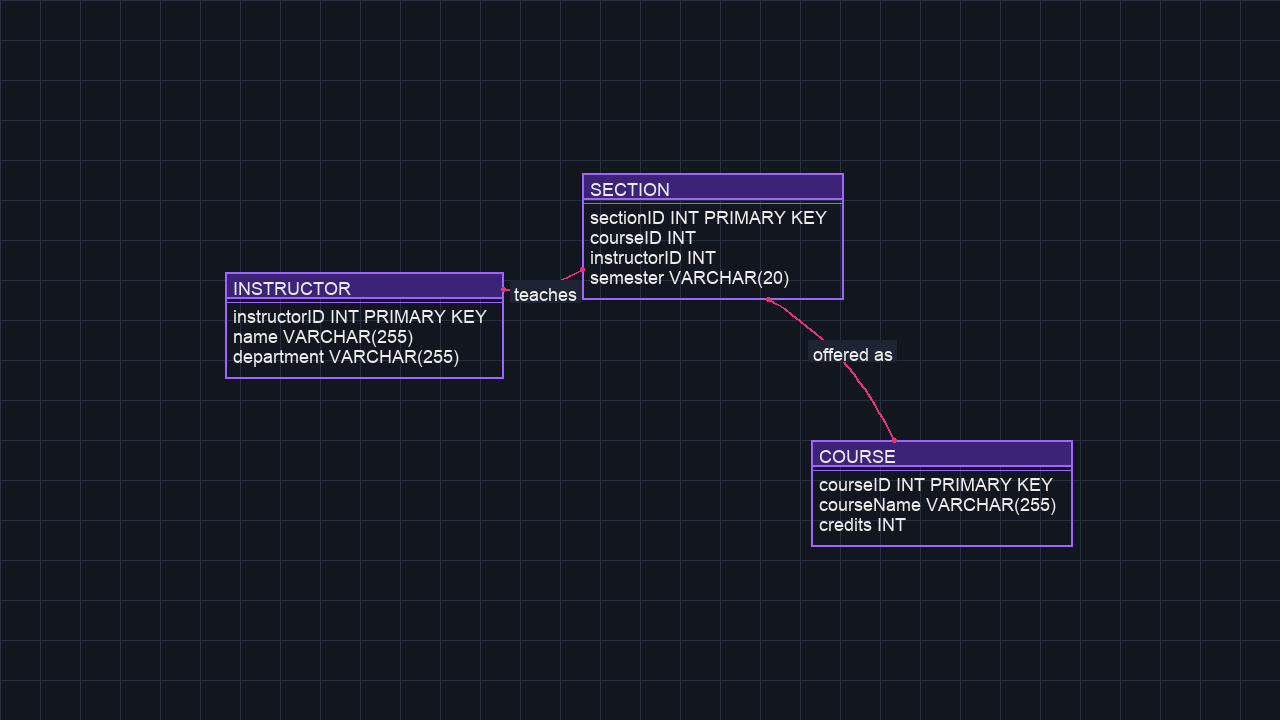 SECTION
sectionID INT PRIMARY KEY
courseID INT
instructorID INT
semester VARCHAR(20)
INSTRUCTOR
instructorID INT PRIMARY KEY
name VARCHAR(255)
department VARCHAR(255)
teaches
offered as
COURSE
courseID INT PRIMARY KEY
courseName VARCHAR(255)
credits INT